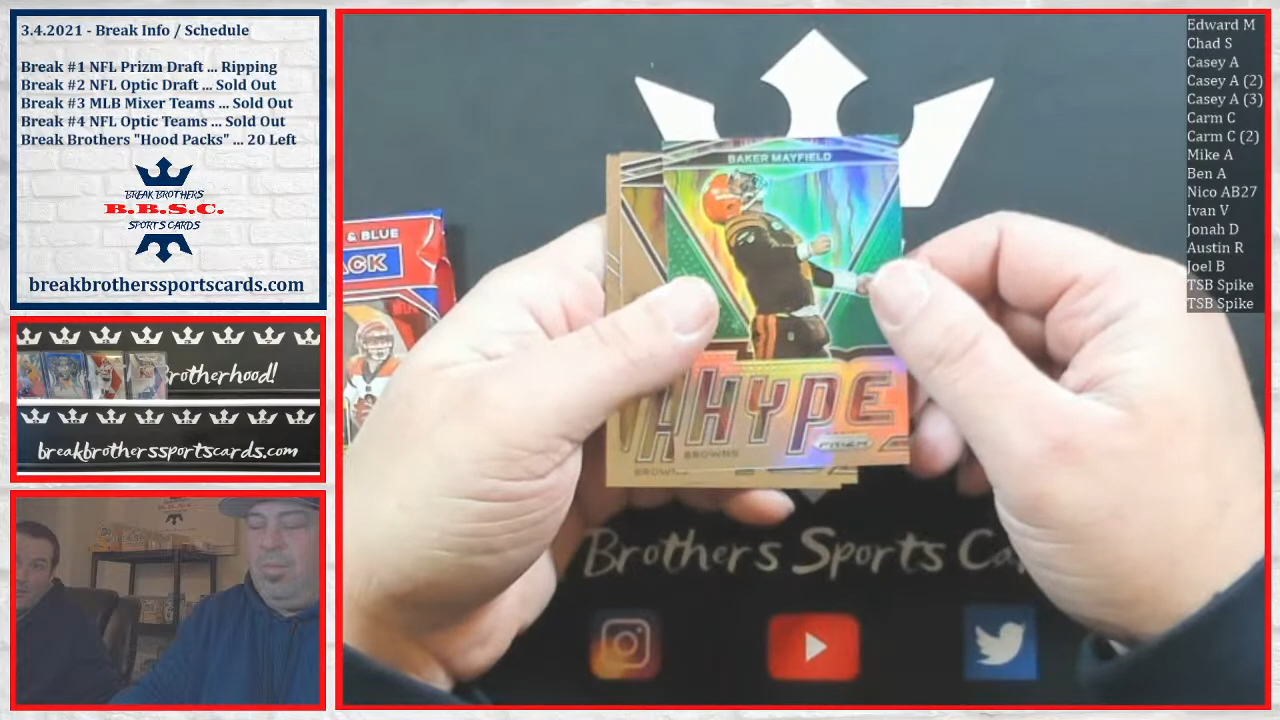 3.4.2021 - Break Info / Schedule
Break #1 NFL Prizm Draft ... Ripping
Break #2 NFL Optic Draft ... Sold Out
Break #3 MLB Mixer Teams ... Sold Out
Break #4 NFL Optic Teams ... Sold Out
Break Brothers "Hood Packs" ... 20 Left
BREAK BROTHERS
B.B.S.C.
SPORTS CARDS
breakbrotherssportscards.com
rotherhood!
breakbrotherssportscards.com
& BLUE
ACK
BAKER MAYFIELD
HYPE
PRIZM
BROWNS
Brothers Sports Ca
Edward M
Chad S
Casey A
Casey A (2)
Casey A (3)
Carm C
Carm C (2)
Mike A
Ben A
Nico AB27
Ivan V
Jonah D
Austin R
Joel B
TSB Spike
TSB Spike